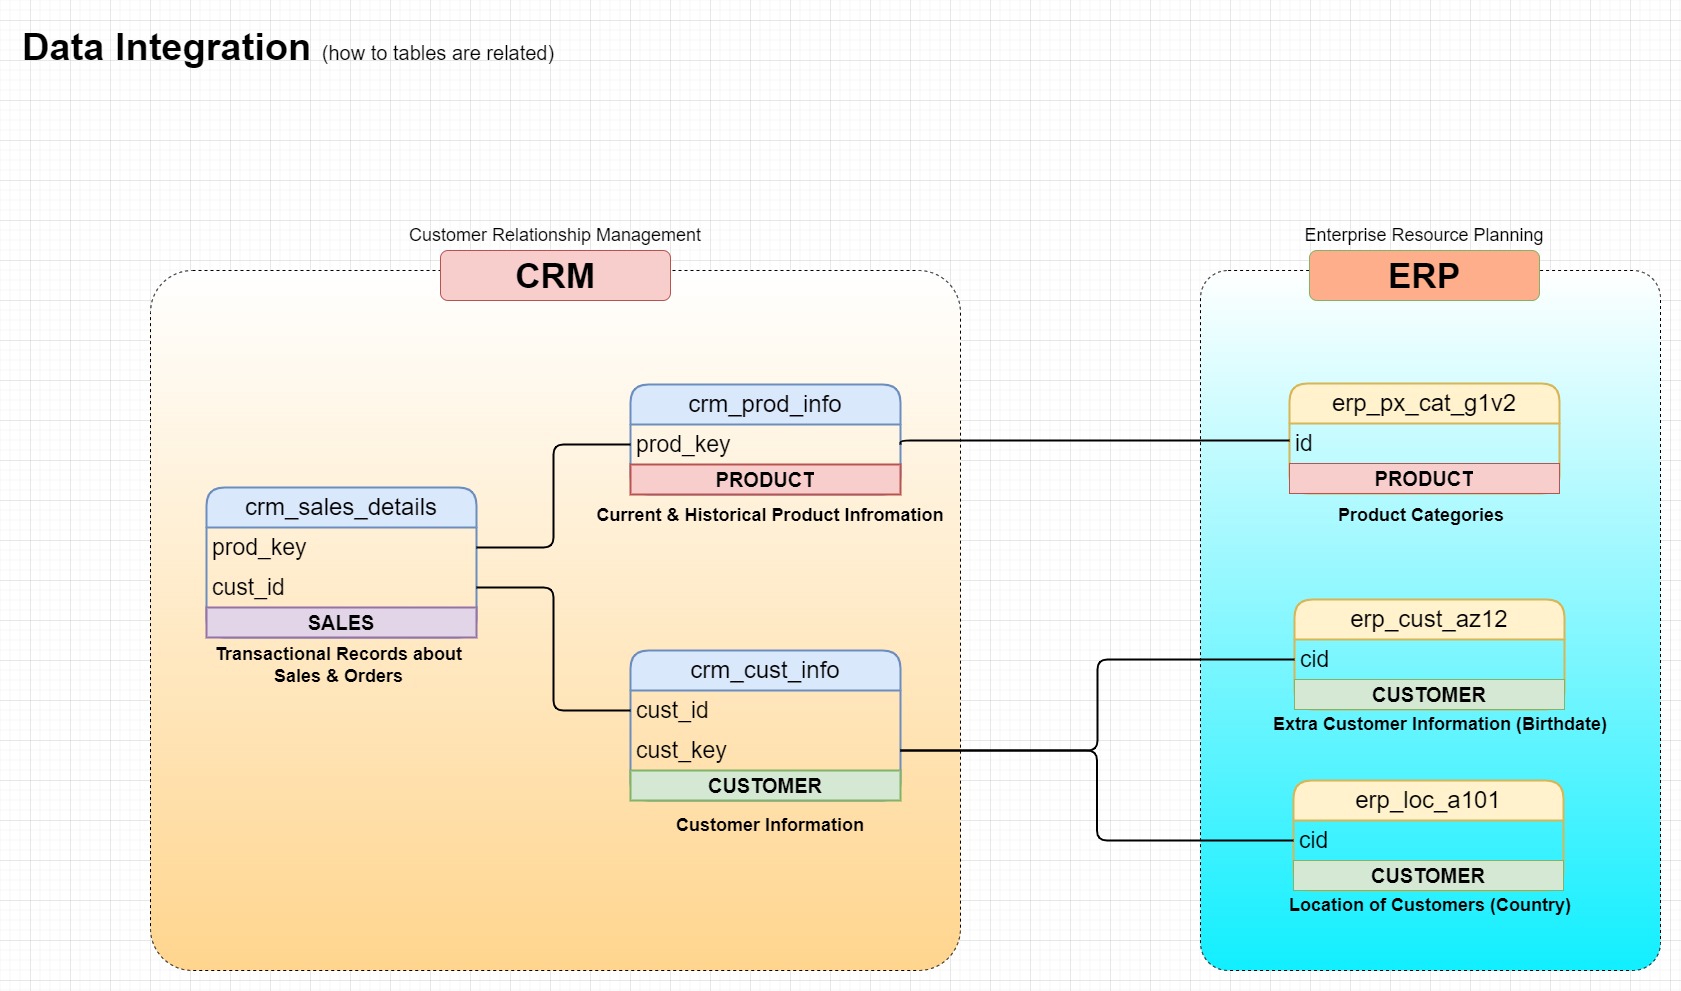 Data Integration (how to tables are related)
Customer Relationship Management
CRM
crm_prod_info
prod_key
PRODUCT
Current & Historical Product Infromation
crm_sales_details
prod_key
cust_id
SALES
Transactional Records about
Sales & Orders
crm_cust_info
cust_id
cust_key
CUSTOMER
Customer Information
Enterprise Resource Planning
ERP
erp_px_cat_g1v2
id
PRODUCT
Product Categories
erp_cust_az12
cid
CUSTOMER
Extra Customer Information (Birthdate)
erp_loc_a101
cid
CUSTOMER
Location of Customers (Country)